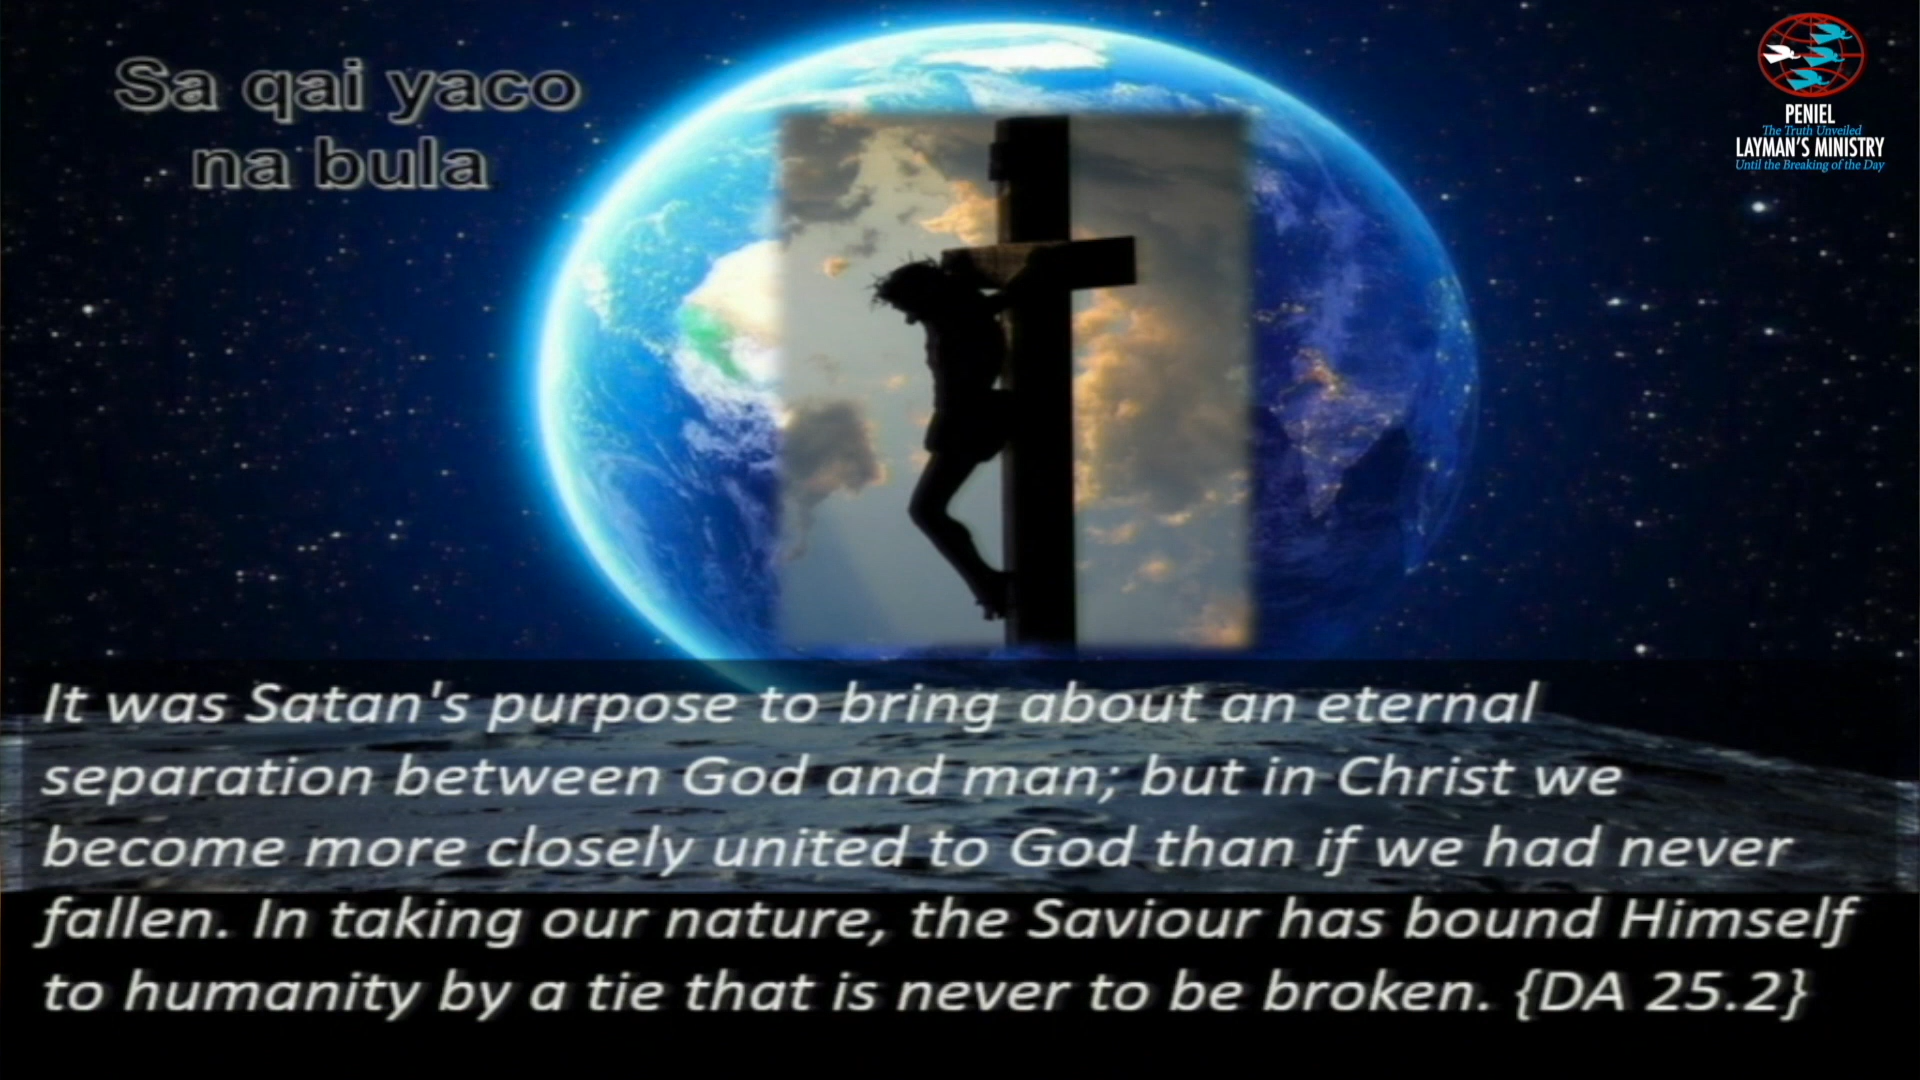 Sa qai yaco
na bula
PENIEL
The Truth Unveiled
LAYMAN'S MINISTRY
Until the Breaking of the Day
It was Satan's purpose to bring about an eternal
separation between God and man; but in Christ we
become more closely united to God than if we had never
fallen. In taking our nature, the Saviour has bound Himself
to humanity by a tie that is never to be broken. {DA 25.2}